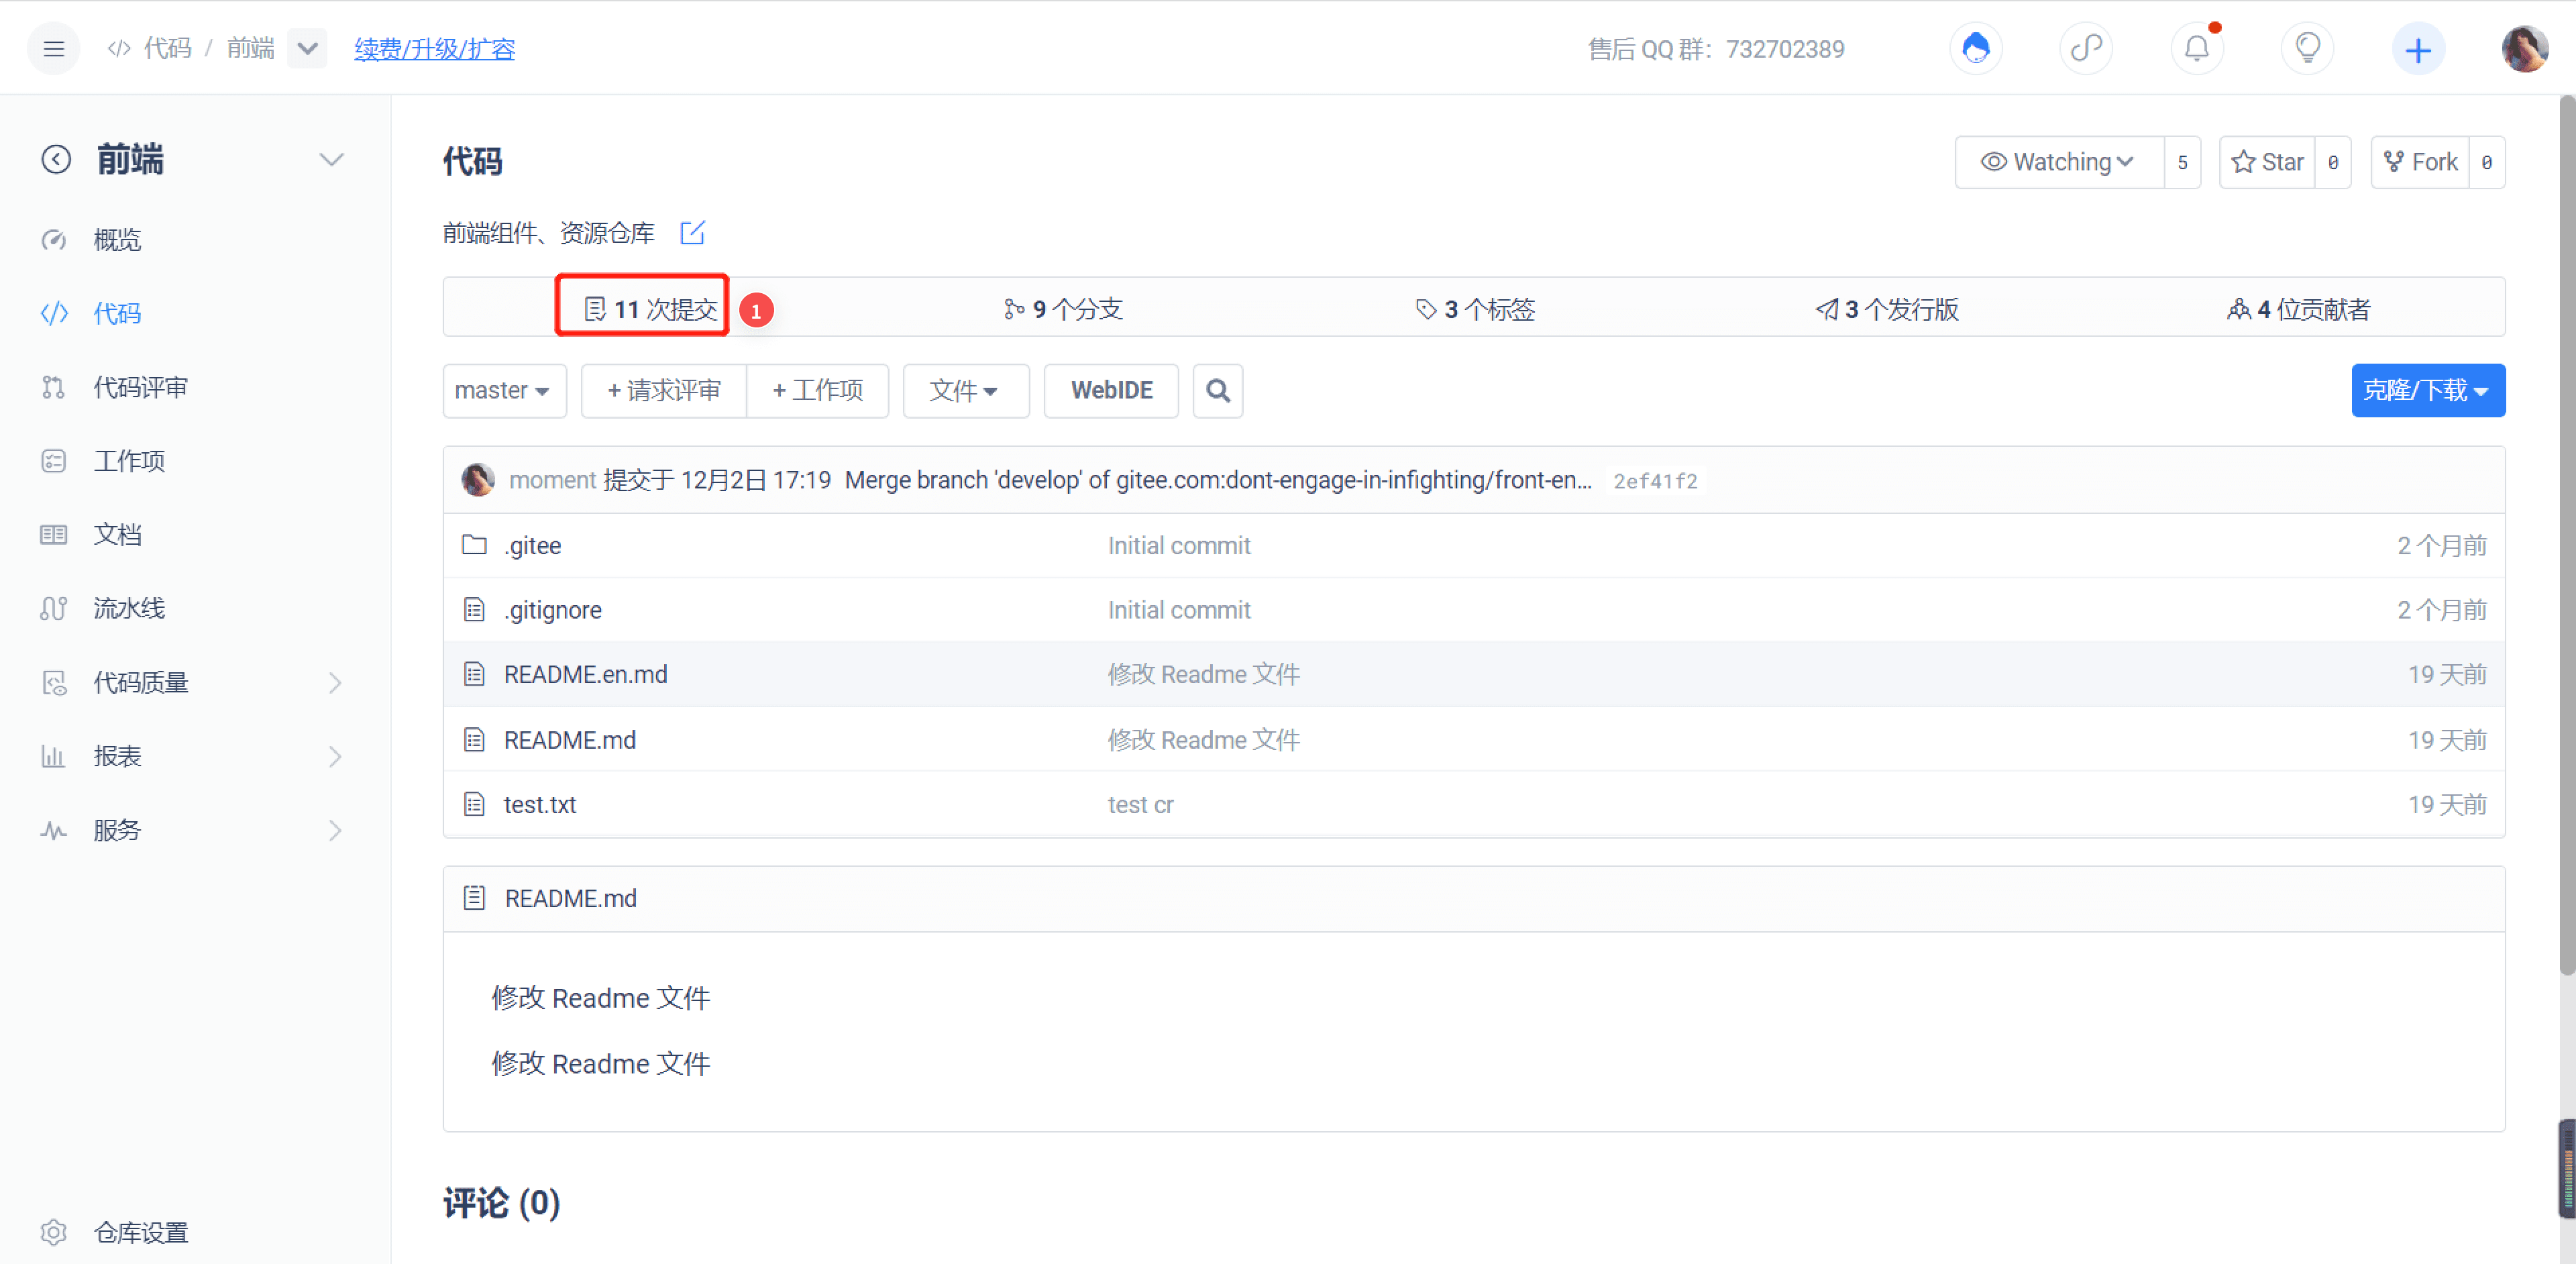 代码 / 前端 续费/升级/扩容 售后 QQ 群：732702389
前端
概览
代码
代码评审
工作项
文档
流水线
代码质量
报表
服务
仓库设置
代码 Watching 5 Star 0 Fork 0
前端组件、资源仓库
11 次提交 1 9 个分支 3 个标签 3 个发行版 4 位贡献者
master + 请求评审 + 工作项 文件 WebIDE 克隆/下载
moment 提交于 12月2日 17:19 Merge branch 'develop' of gitee.com:dont-engage-in-infighting/front-en... 2ef41f2
.gitee Initial commit 2 个月前
.gitignore Initial commit 2 个月前
README.en.md 修改 Readme 文件 19 天前
README.md 修改 Readme 文件 19 天前
test.txt test cr 19 天前
README.md
修改 Readme 文件
修改 Readme 文件
评论 (0)